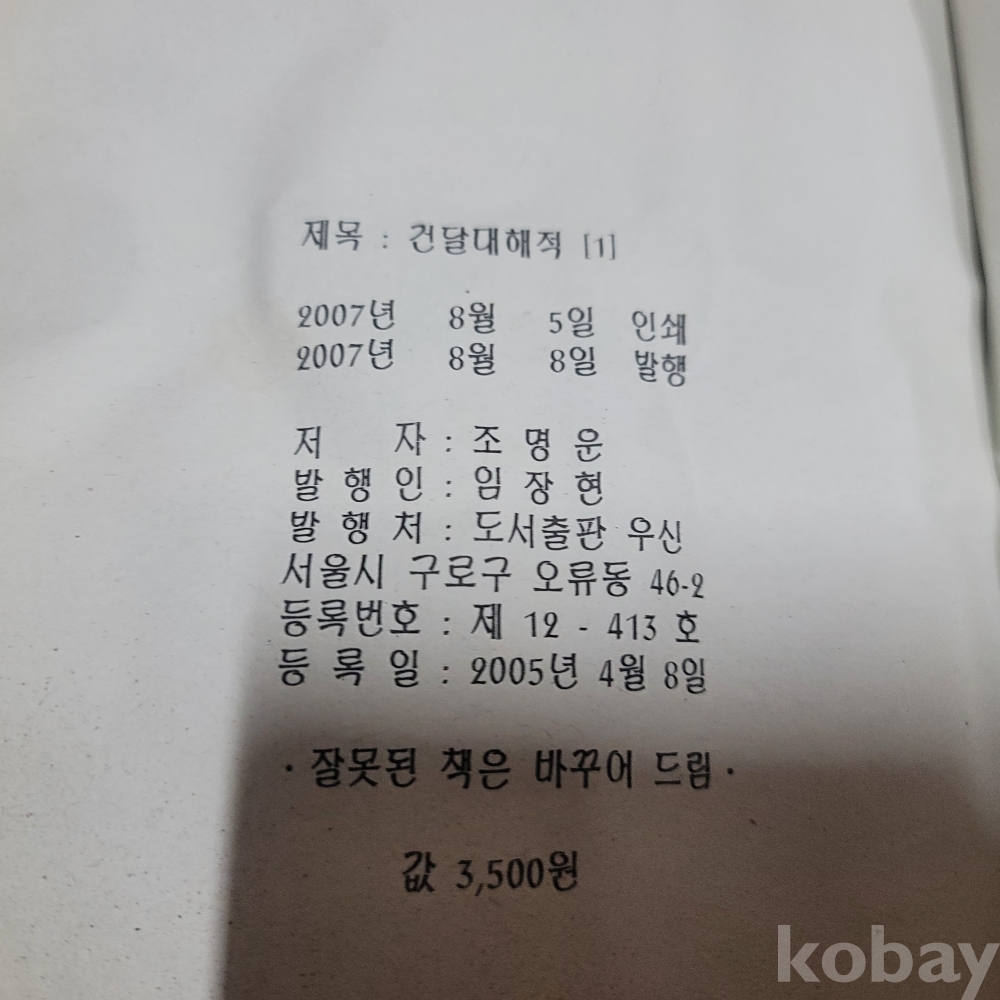 제목 : 건달대해적 [1]
2007년 8월 5일 인쇄
2007년 8월 8일 발행
저 자 : 조 명 운
발 행 인 : 임 장 현
발 행 처 : 도서출판 우신
서울시 구로구 오류동 46-2
등록번호 : 제 12 - 413 호
등 록 일 : 2005년 4월 8일
· 잘못된 책은 바꾸어 드림 ·
값 3,500원
kobay